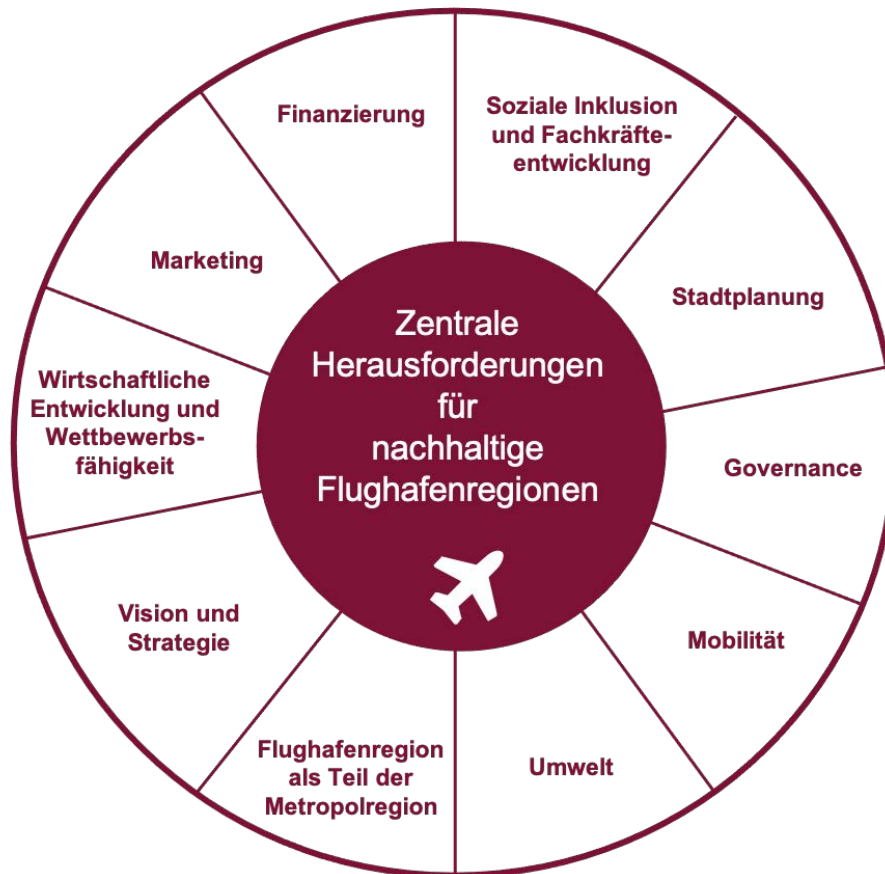 Zentrale
Herausforderungen
für
nachhaltige
Flughafenregionen
Soziale Inklusion
und Fachkräfte-
entwicklung
Stadtplanung
Governance
Mobilität
Umwelt
Flughafenregion
als Teil der
Metropolregion
Vision und
Strategie
Wirtschaftliche
Entwicklung und
Wettbewerbs-
fähigkeit
Marketing
Finanzierung